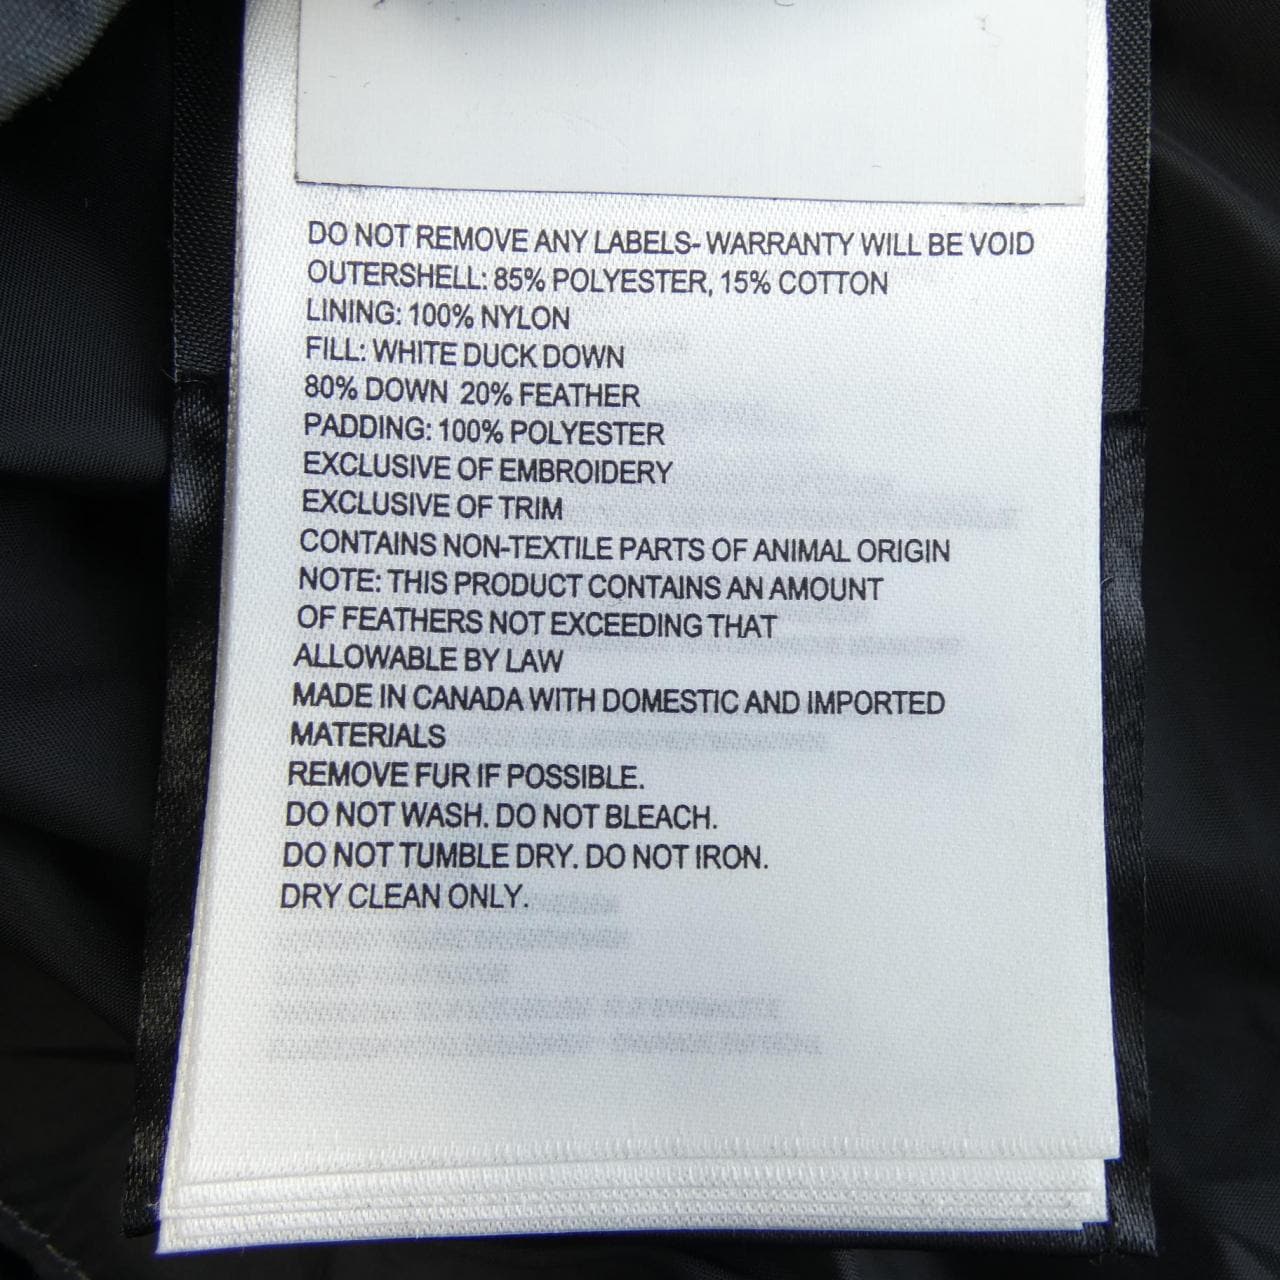 DO NOT REMOVE ANY LABELS- WARRANTY WILL BE VOID
OUTERSHELL: 85% POLYESTER, 15% COTTON
LINING: 100% NYLON
FILL: WHITE DUCK DOWN
80% DOWN 20% FEATHER
PADDING: 100% POLYESTER
EXCLUSIVE OF EMBROIDERY
EXCLUSIVE OF TRIM
CONTAINS NON-TEXTILE PARTS OF ANIMAL ORIGIN
NOTE: THIS PRODUCT CONTAINS AN AMOUNT
OF FEATHERS NOT EXCEEDING THAT
ALLOWABLE BY LAW
MADE IN CANADA WITH DOMESTIC AND IMPORTED
MATERIALS
REMOVE FUR IF POSSIBLE.
DO NOT WASH. DO NOT BLEACH.
DO NOT TUMBLE DRY. DO NOT IRON.
DRY CLEAN ONLY.